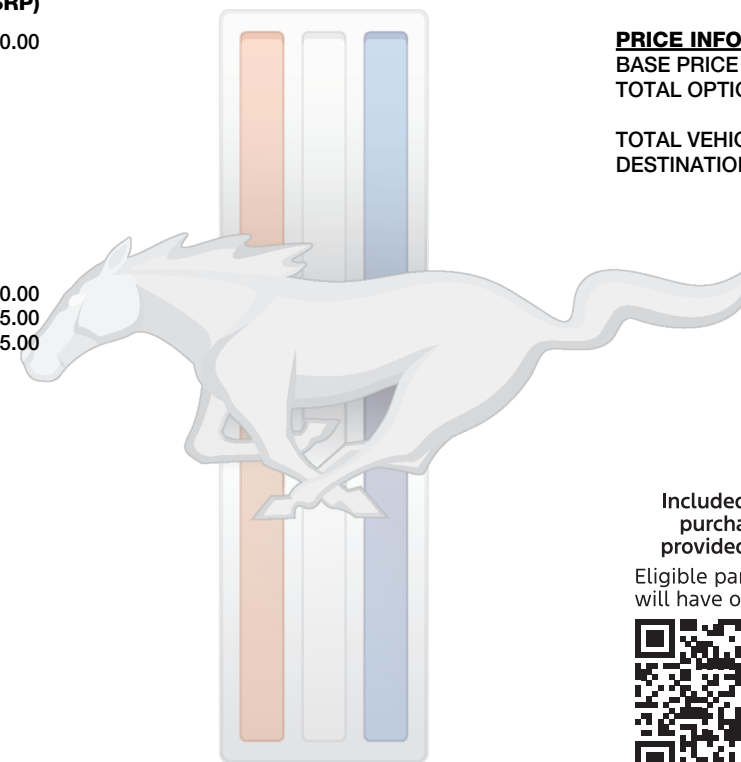 SRP)
0.00
0.00
5.00
5.00
PRICE INFO
BASE PRICE
TOTAL OPTIO
TOTAL VEHIC
DESTINATION
Included
purcha
provided
Eligible par
will have o